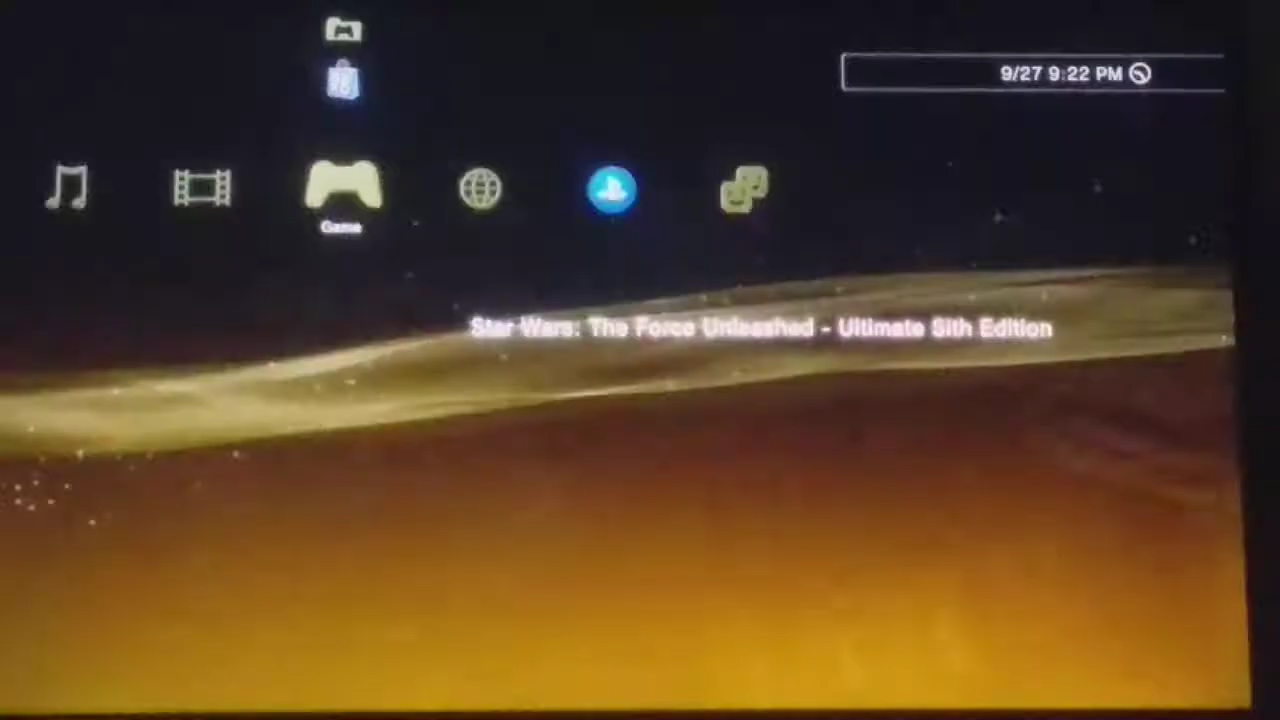 9/27 9:22 PM
Game
Star Wars: The Force Unleashed - Ultimate Sith Edition